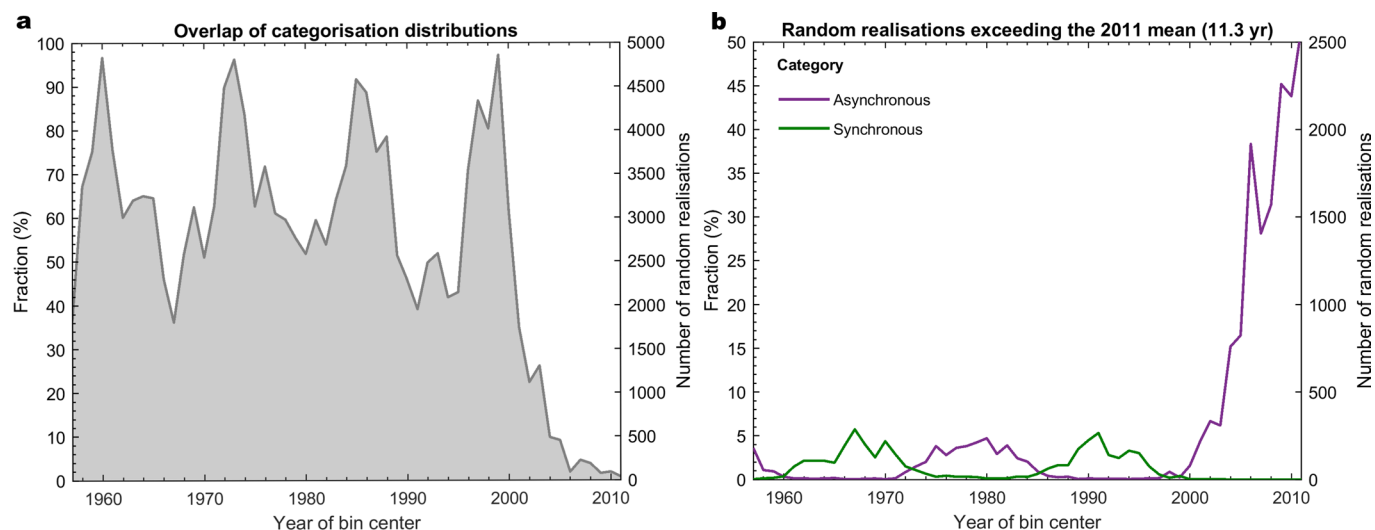 a
Overlap of categorisation distributions
100
90
80
70
60
50
40
30
20
10
0
Fraction (%)
5000
4500
4000
3500
3000
2500
2000
1500
1000
500
0
Number of random realisations
1960 1970 1980 1990 2000 2010
Year of bin center
b
Random realisations exceeding the 2011 mean (11.3 yr)
50
45
40
35
30
25
20
15
10
5
0
Fraction (%)
Category
Asynchronous
Synchronous
2500
2000
1500
1000
500
0
Number of random realisations
1960 1970 1980 1990 2000 2010
Year of bin center